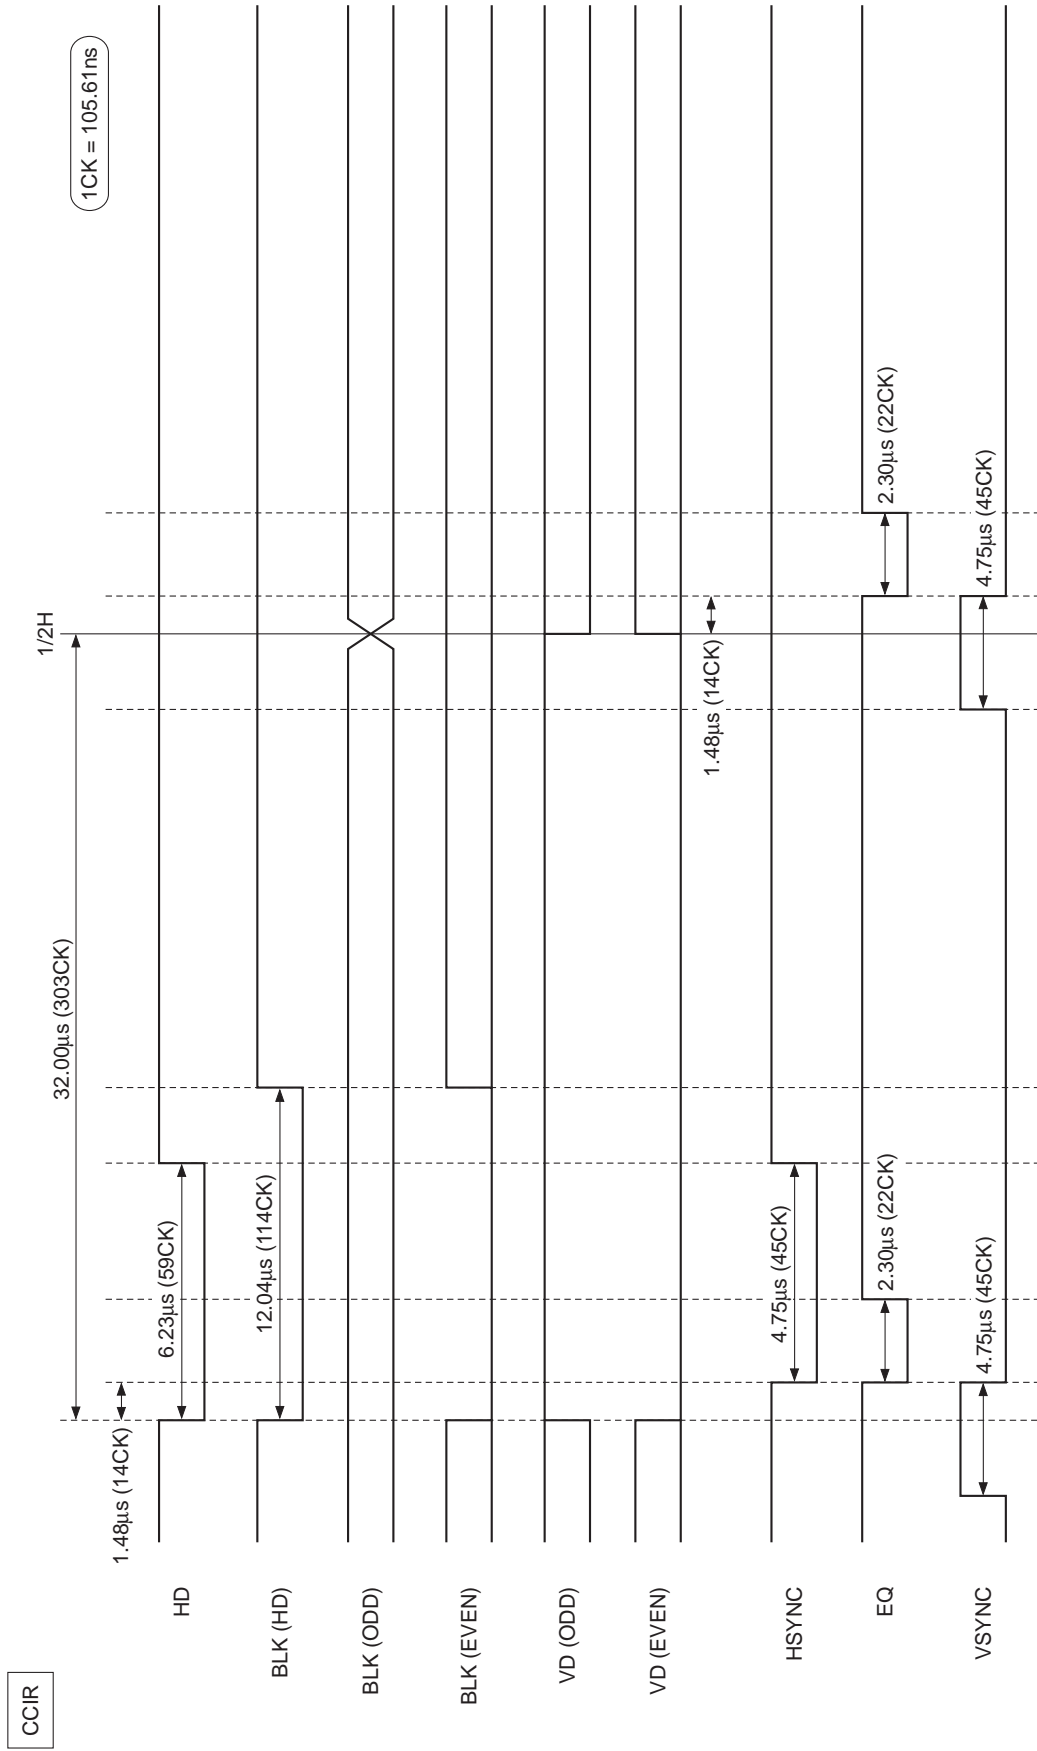 CCIR
1CK = 105.61ns
1/2H
32.00µs (303CK)
1.48µs (14CK)
HD
6.23µs (59CK)
BLK (HD)
12.04µs (114CK)
BLK (ODD)
BLK (EVEN)
VD (ODD)
VD (EVEN)
1.48µs (14CK)
HSYNC
4.75µs (45CK)
EQ
2.30µs (22CK)
2.30µs (22CK)
VSYNC
4.75µs (45CK)
4.75µs (45CK)